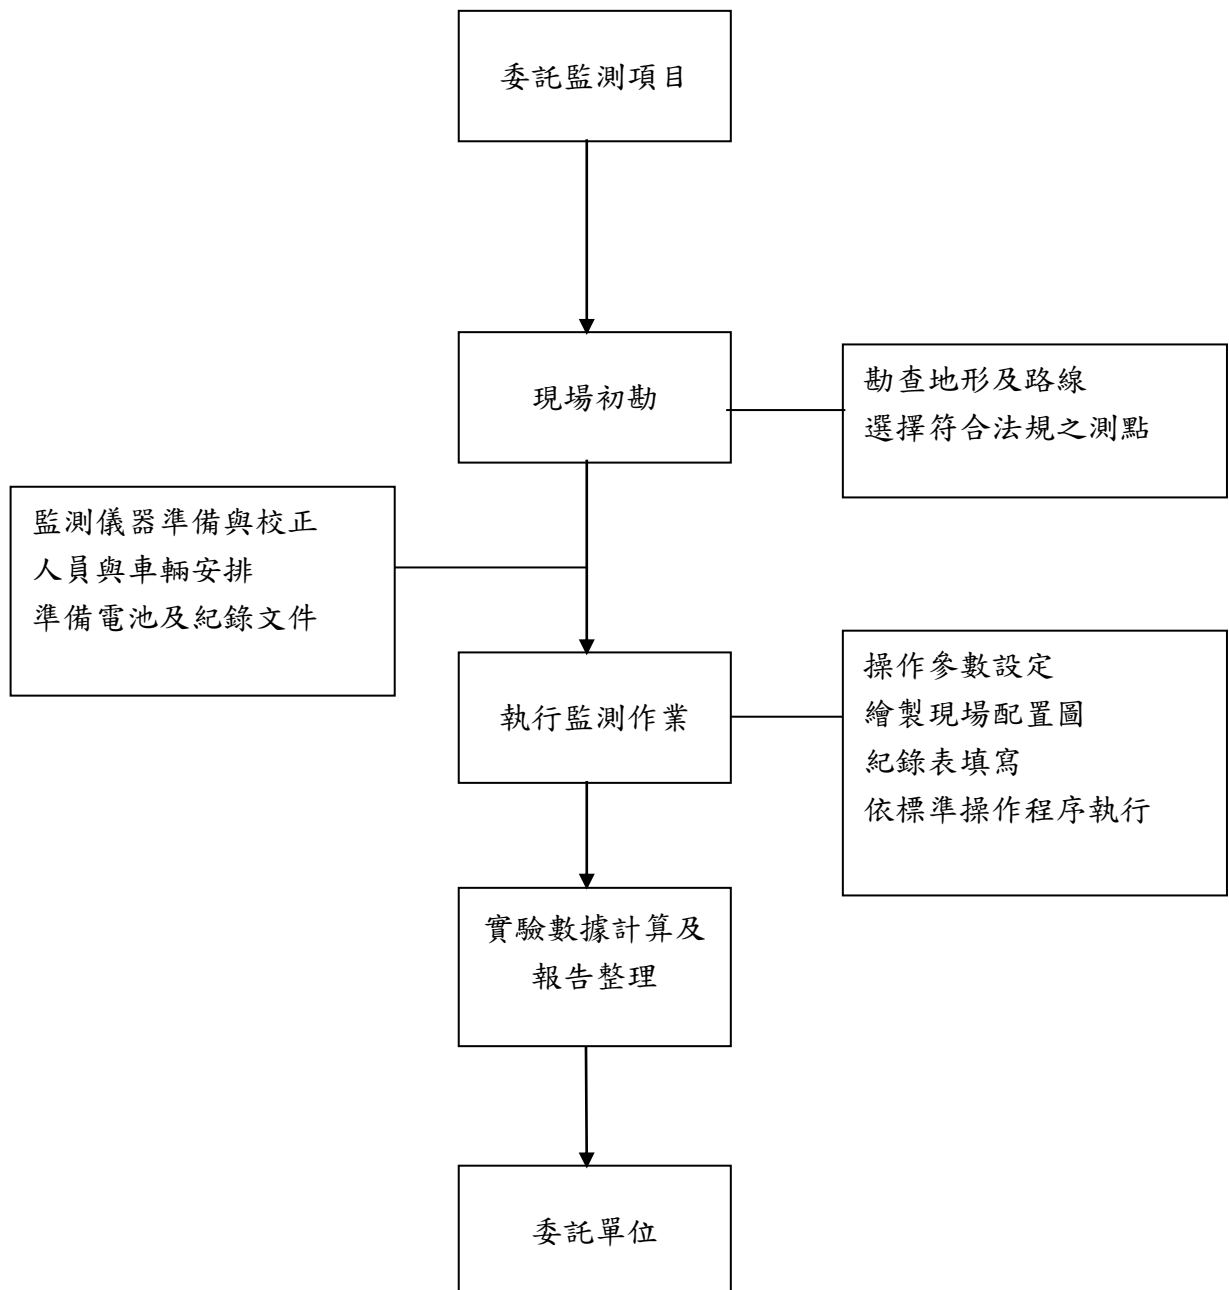 委託監測項目
現場初勘
勘查地形及路線
選擇符合法規之測點
監測儀器準備與校正
人員與車輛安排
準備電池及紀錄文件
執行監測作業
操作參數設定
繪製現場配置圖
紀錄表填寫
依標準操作程序執行
實驗數據計算及
報告整理
委託單位